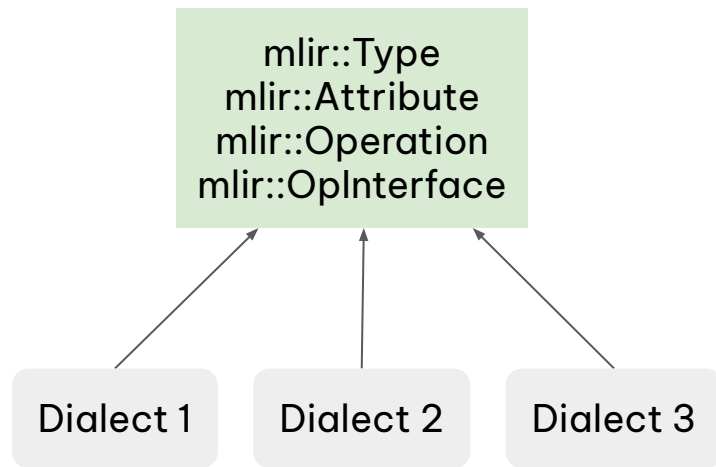 mlir::Type
mlir::Attribute
mlir::Operation
mlir::OpInterface
Dialect 1
Dialect 2
Dialect 3